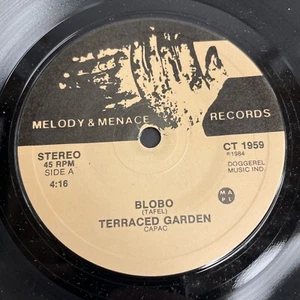 MELODY & MENACE RECORDS
STEREO
45 RPM
SIDE A
4:16
CT 1959
℗1984
DOGGEREL
MUSIC IND.
BLOBO
(TAFEL)
TERRACED GARDEN
CAPAC
M A
P L